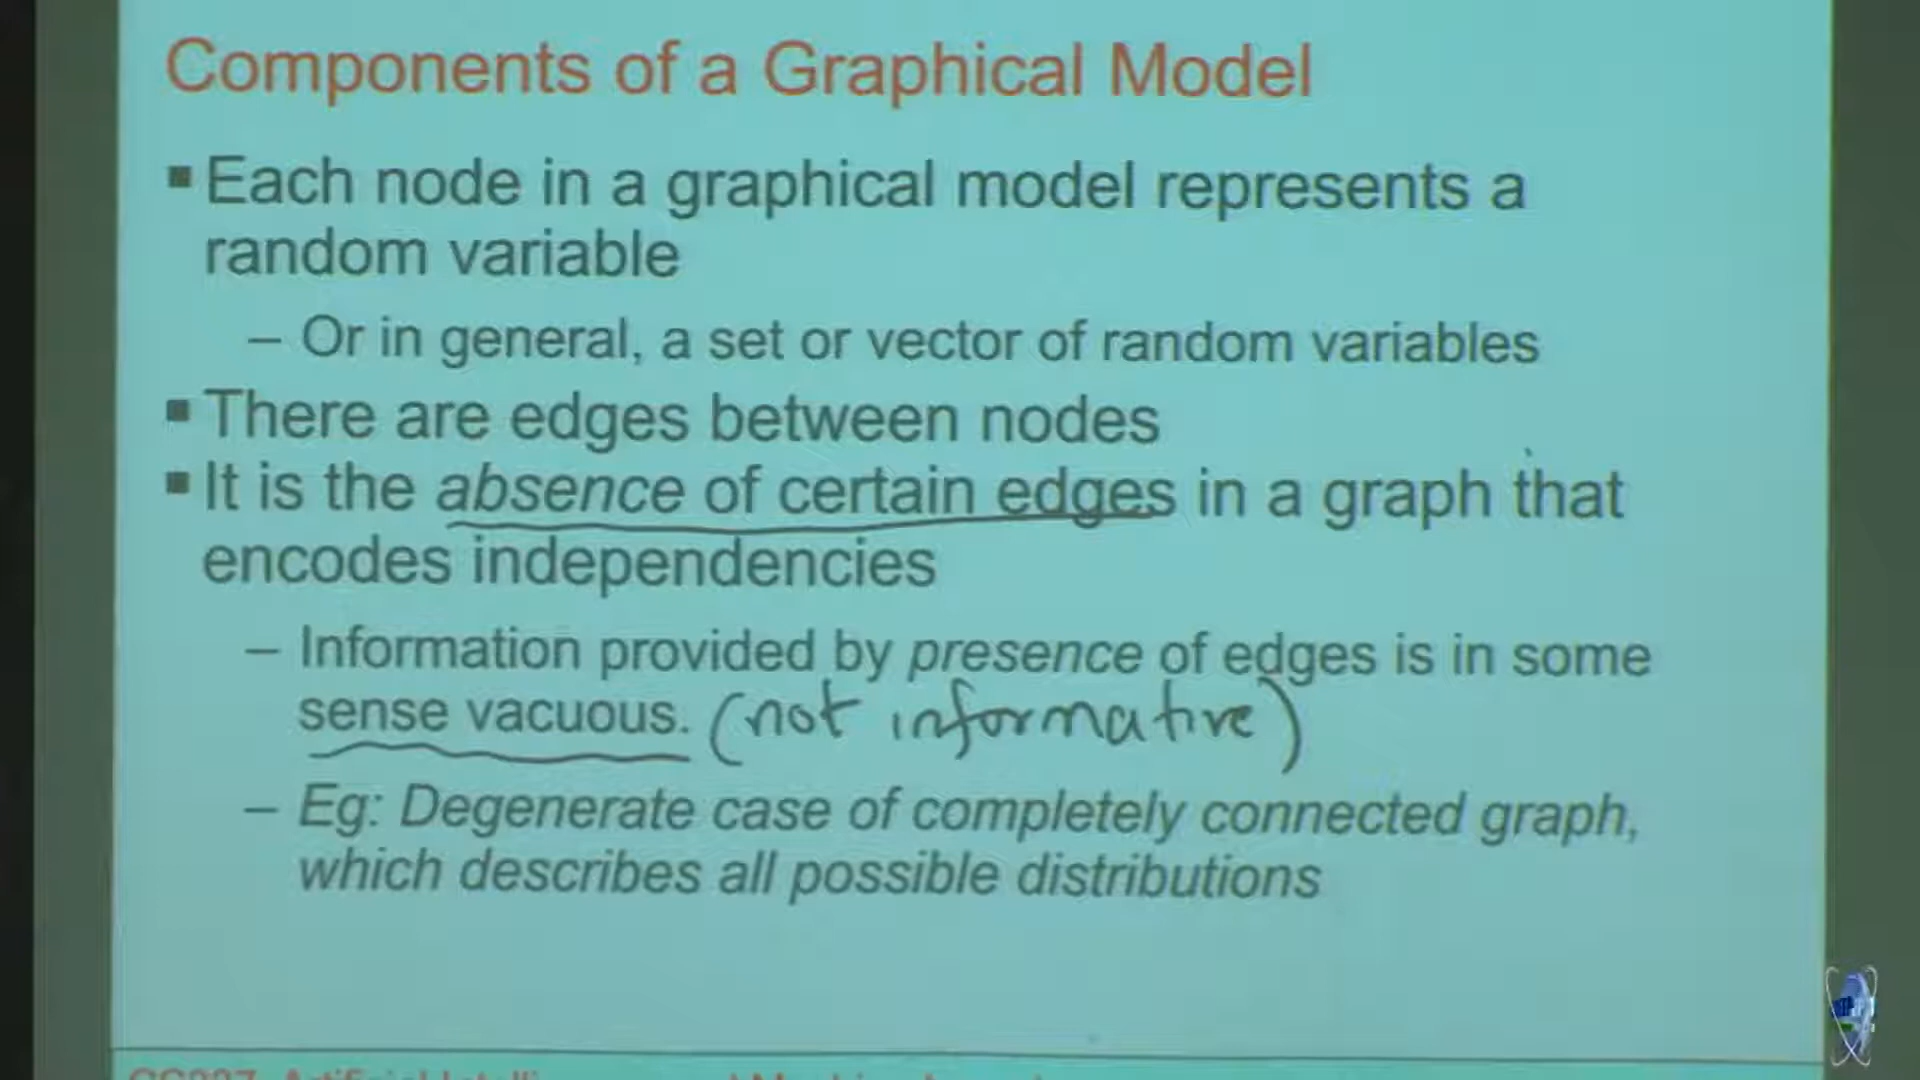 Components of a Graphical Model
▪ Each node in a graphical model represents a
random variable
– Or in general, a set or vector of random variables
▪ There are edges between nodes
▪ It is the absence of certain edges in a graph that
encodes independencies
– Information provided by presence of edges is in some
sense vacuous. (not informative)
– Eg: Degenerate case of completely connected graph,
which describes all possible distributions